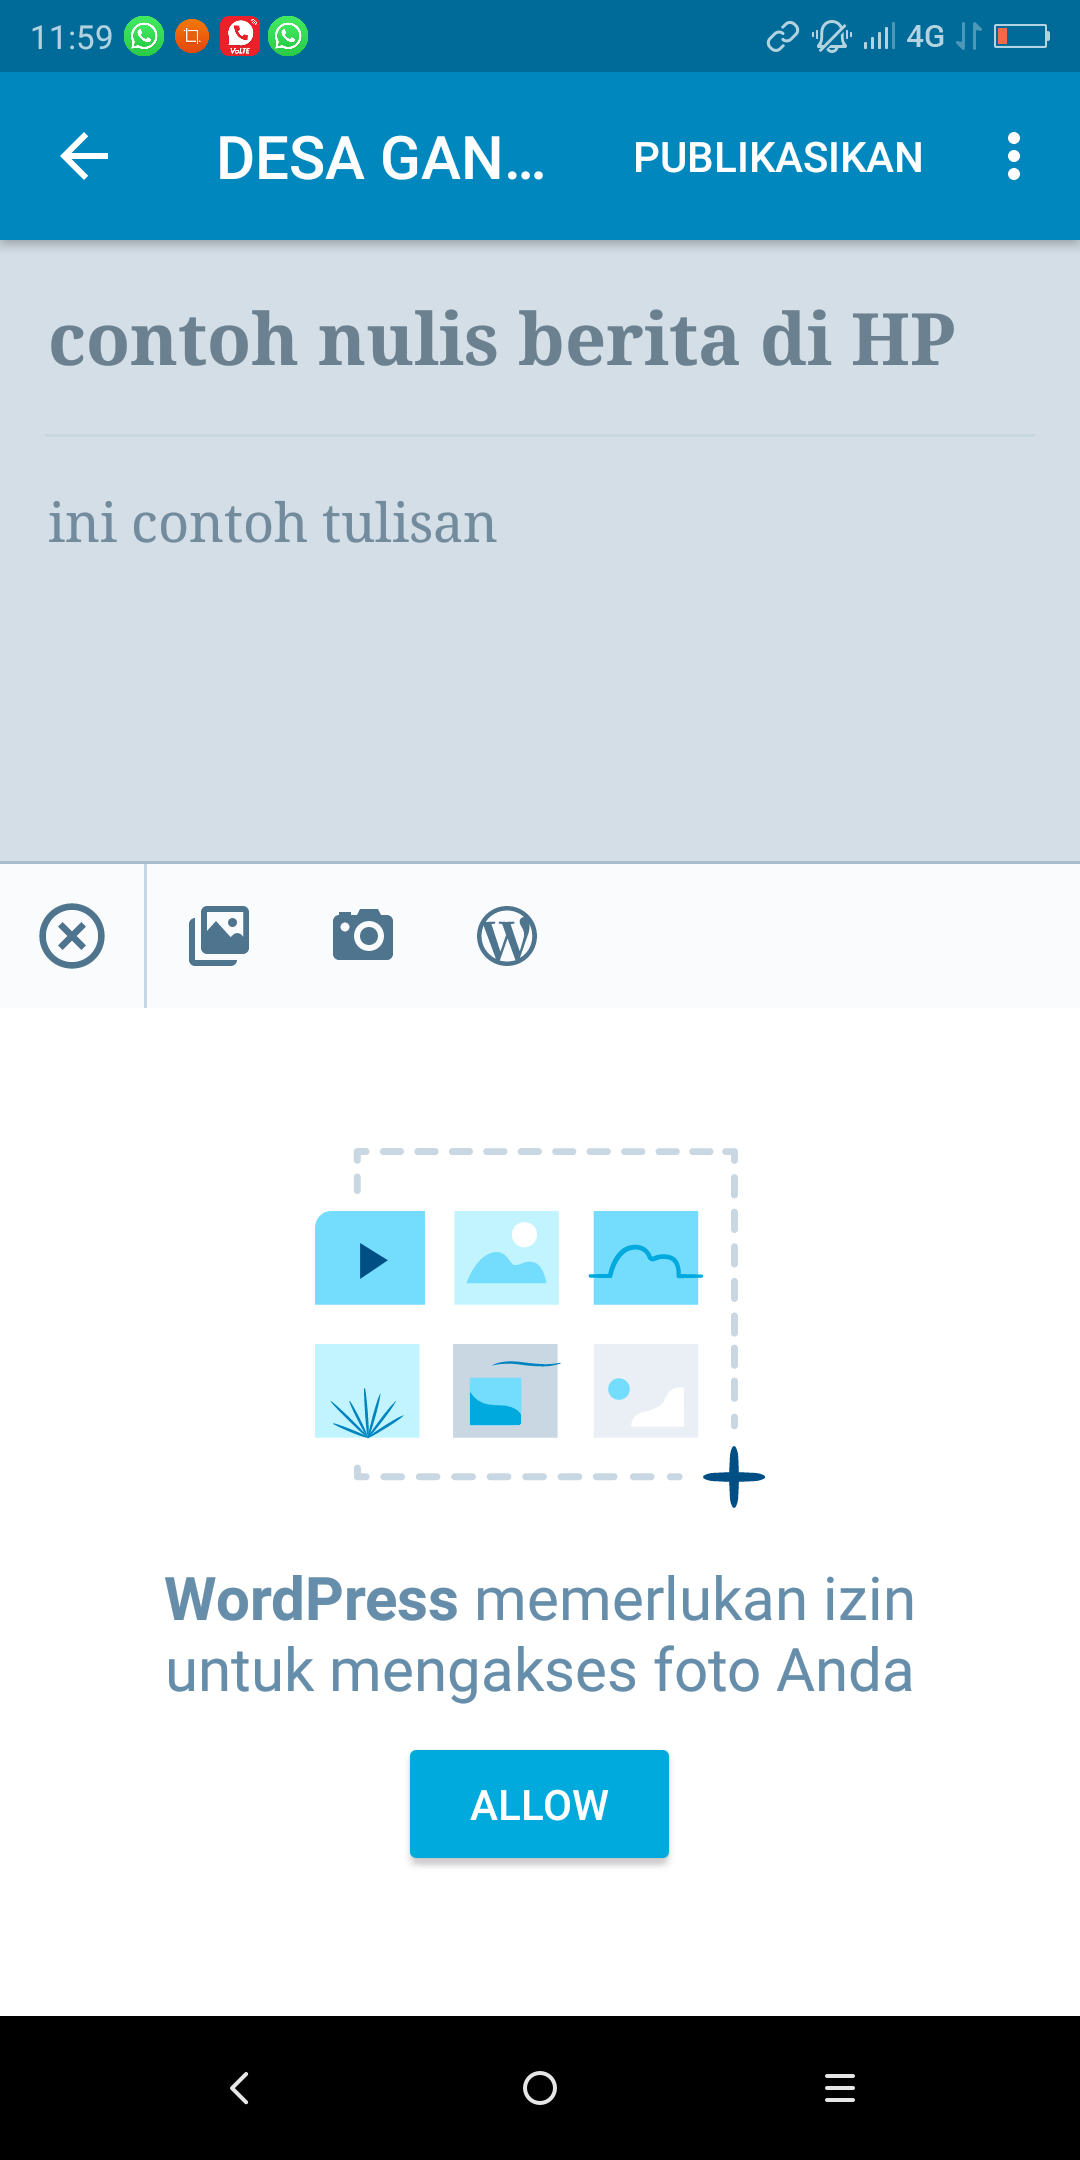 11:59
4G
DESA GAN...
PUBLIKASIKAN
contoh nulis berita di HP
ini contoh tulisan
WordPress memerlukan izin
untuk mengakses foto Anda
ALLOW